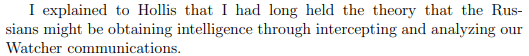 I explained to Hollis that I had long held the theory that the Rus-
sians might be obtaining intelligence through intercepting and analyzing our
Watcher communications.